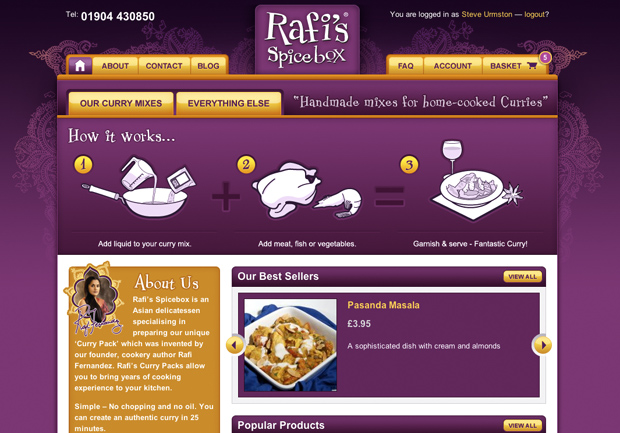 Tel: 01904 430850
You are logged in as Steve Urmston — logout?
Rafi's®
Spicebox
ABOUT
CONTACT
BLOG
FAQ
ACCOUNT
BASKET
5
OUR CURRY MIXES
EVERYTHING ELSE
"Handmade mixes for home-cooked Curries"
How it works...
1
2
3
+
=
Add liquid to your curry mix.
Add meat, fish or vegetables.
Garnish & serve - Fantastic Curry!
About Us
Rafi's Spicebox is an
Asian delicatessen
specialising in
preparing our unique
'Curry Pack' which was invented by
our founder, cookery author Rafi
Fernandez. Rafi's Curry Packs allow
you to bring years of cooking
experience to your kitchen.
Simple – No chopping and no oil. You
can create an authentic curry in 25
minutes.
Our Best Sellers
VIEW ALL
Pasanda Masala
£3.95
A sophisticated dish with cream and almonds
Popular Products
VIEW ALL